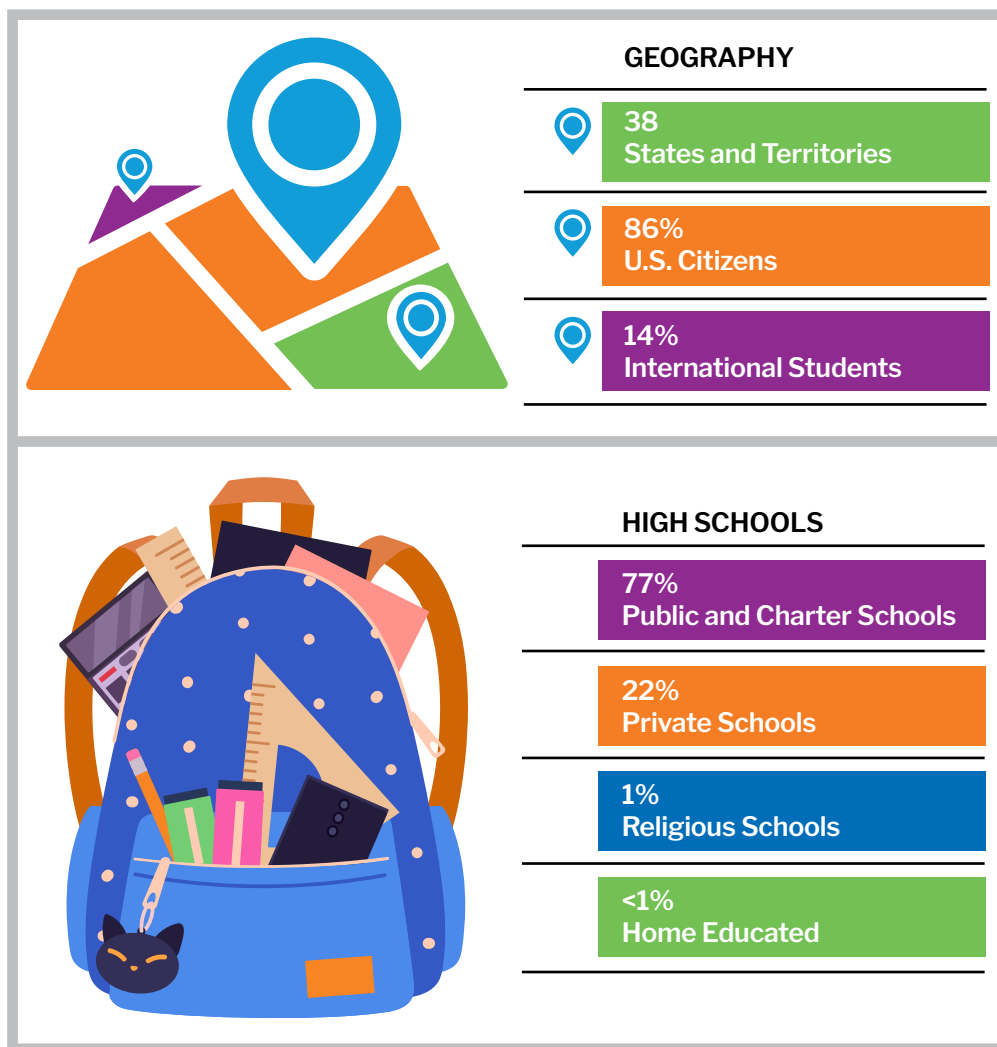 GEOGRAPHY
38
States and Territories
86%
U.S. Citizens
14%
International Students
HIGH SCHOOLS
77%
Public and Charter Schools
22%
Private Schools
1%
Religious Schools
<1%
Home Educated